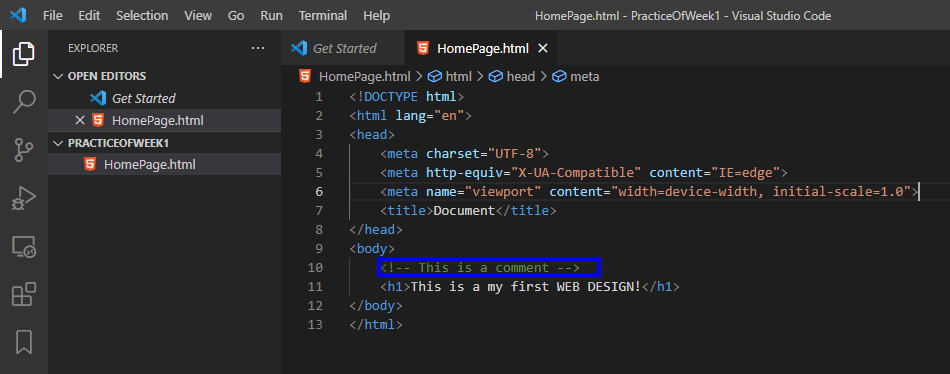 File Edit Selection View Go Run Terminal Help HomePage.html - PracticeOfWeek1 - Visual Studio Code
EXPLORER
OPEN EDITORS
Get Started
HomePage.html
PRACTICEOFWEEK1
HomePage.html
Get Started HomePage.html
HomePage.html > html > head > meta
1 <!DOCTYPE html>
2 <html lang="en">
3 <head>
4 <meta charset="UTF-8">
5 <meta http-equiv="X-UA-Compatible" content="IE=edge">
6 <meta name="viewport" content="width=device-width, initial-scale=1.0">
7 <title>Document</title>
8 </head>
9 <body>
10 <!-- This is a comment -->
11 <h1>This is a my first WEB DESIGN!</h1>
12 </body>
13 </html>